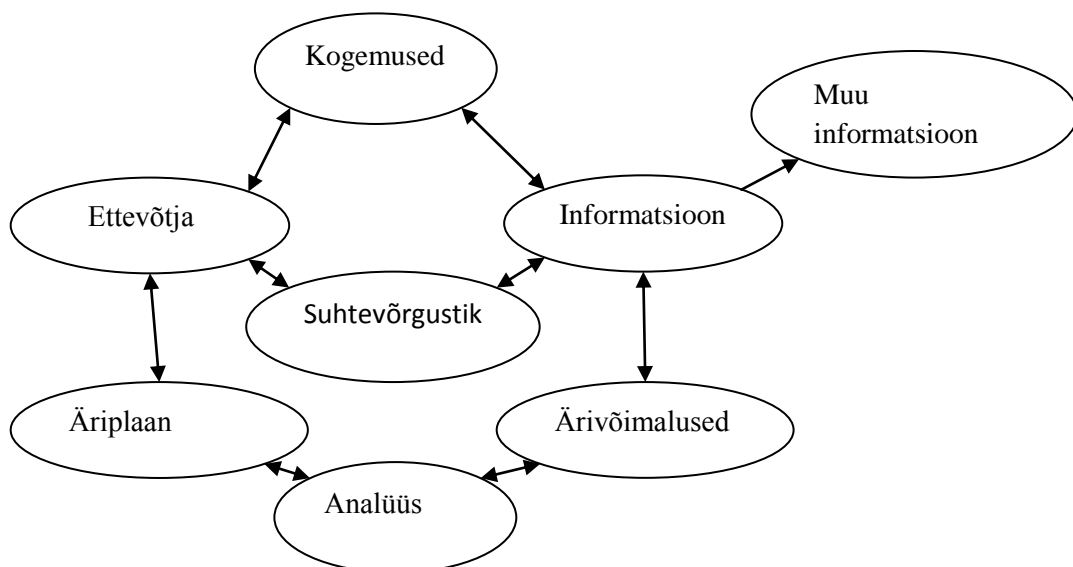 Kogemused
Muu
informatsioon
Ettevõtja
Informatsioon
Suhtevõrgustik
Äriplaan
Ärivõimalused
Analüüs